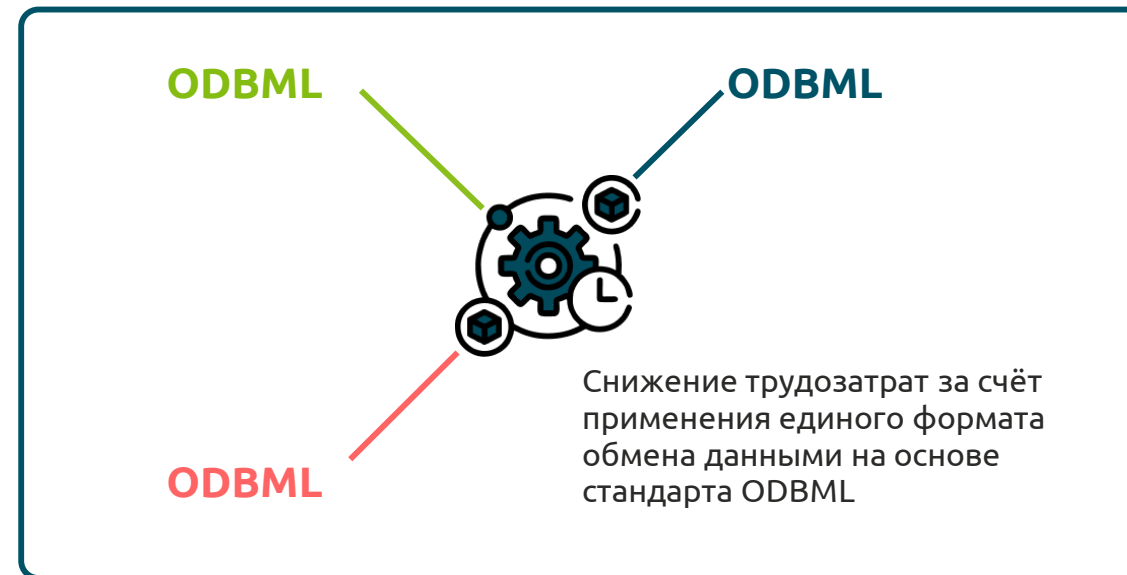 ODBML
ODBML
Снижение трудозатрат за счёт
применения единого формата
обмена данными на основе
стандарта ODBML
ODBML